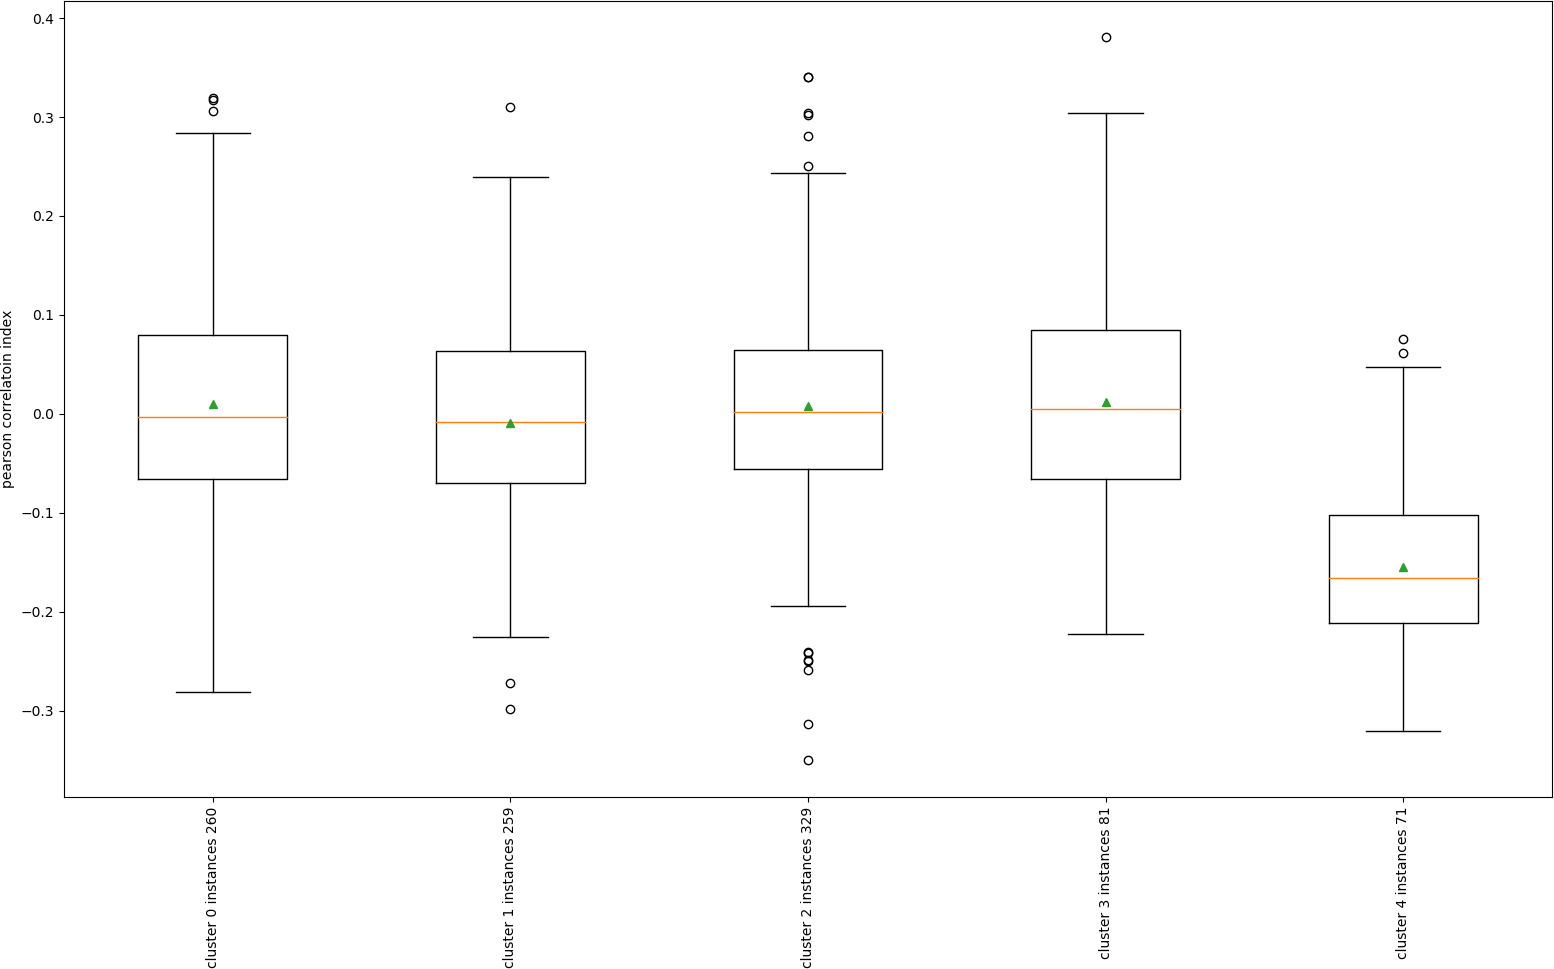 0.4
0.3
0.2
0.1
0.0
−0.1
−0.2
−0.3
pearson correlatoin index
cluster 0 instances 260
cluster 1 instances 259
cluster 2 instances 329
cluster 3 instances 81
cluster 4 instances 71